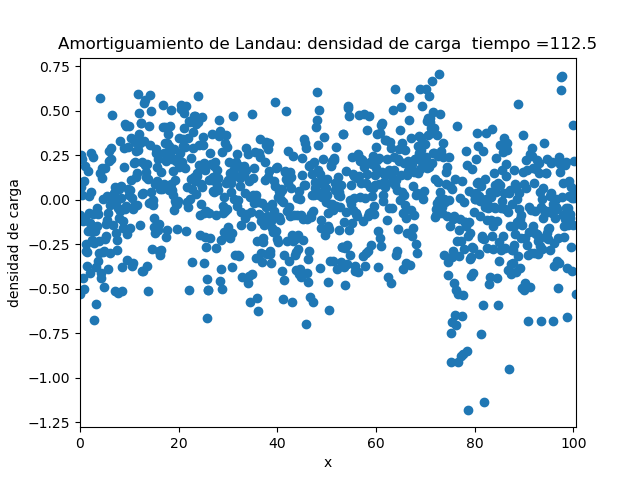 Amortiguamiento de Landau: densidad de carga  tiempo =112.5
densidad de carga
0.75
0.50
0.25
0.00
−0.25
−0.50
−0.75
−1.00
−1.25
0 20 40 60 80 100
x